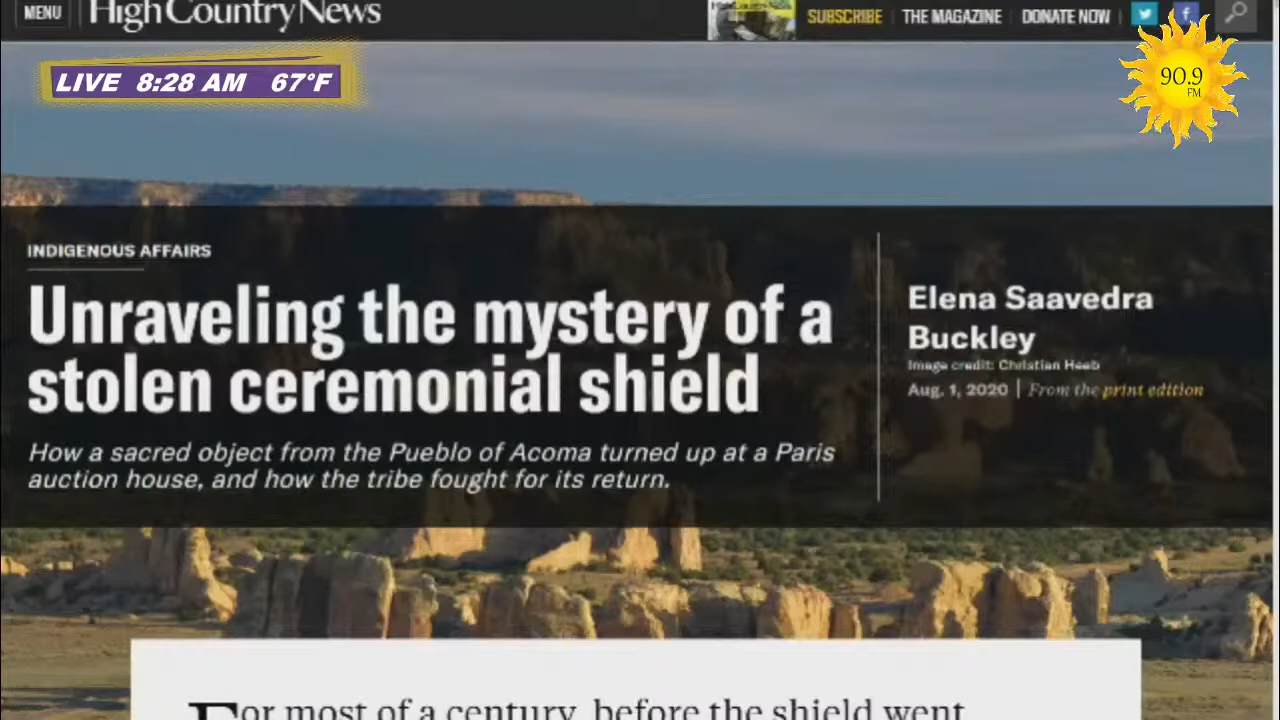 MENU
High Country News
SUBSCRIBE
THE MAGAZINE
DONATE NOW
LIVE 8:28 AM 67°F
90.9
FM
INDIGENOUS AFFAIRS
Unraveling the mystery of a
stolen ceremonial shield
How a sacred object from the Pueblo of Acoma turned up at a Paris
auction house, and how the tribe fought for its return.
Elena Saavedra
Buckley
Image credit: Christian Heeb
Aug. 1, 2020 | From the print edition
For most of a century, before the shield went